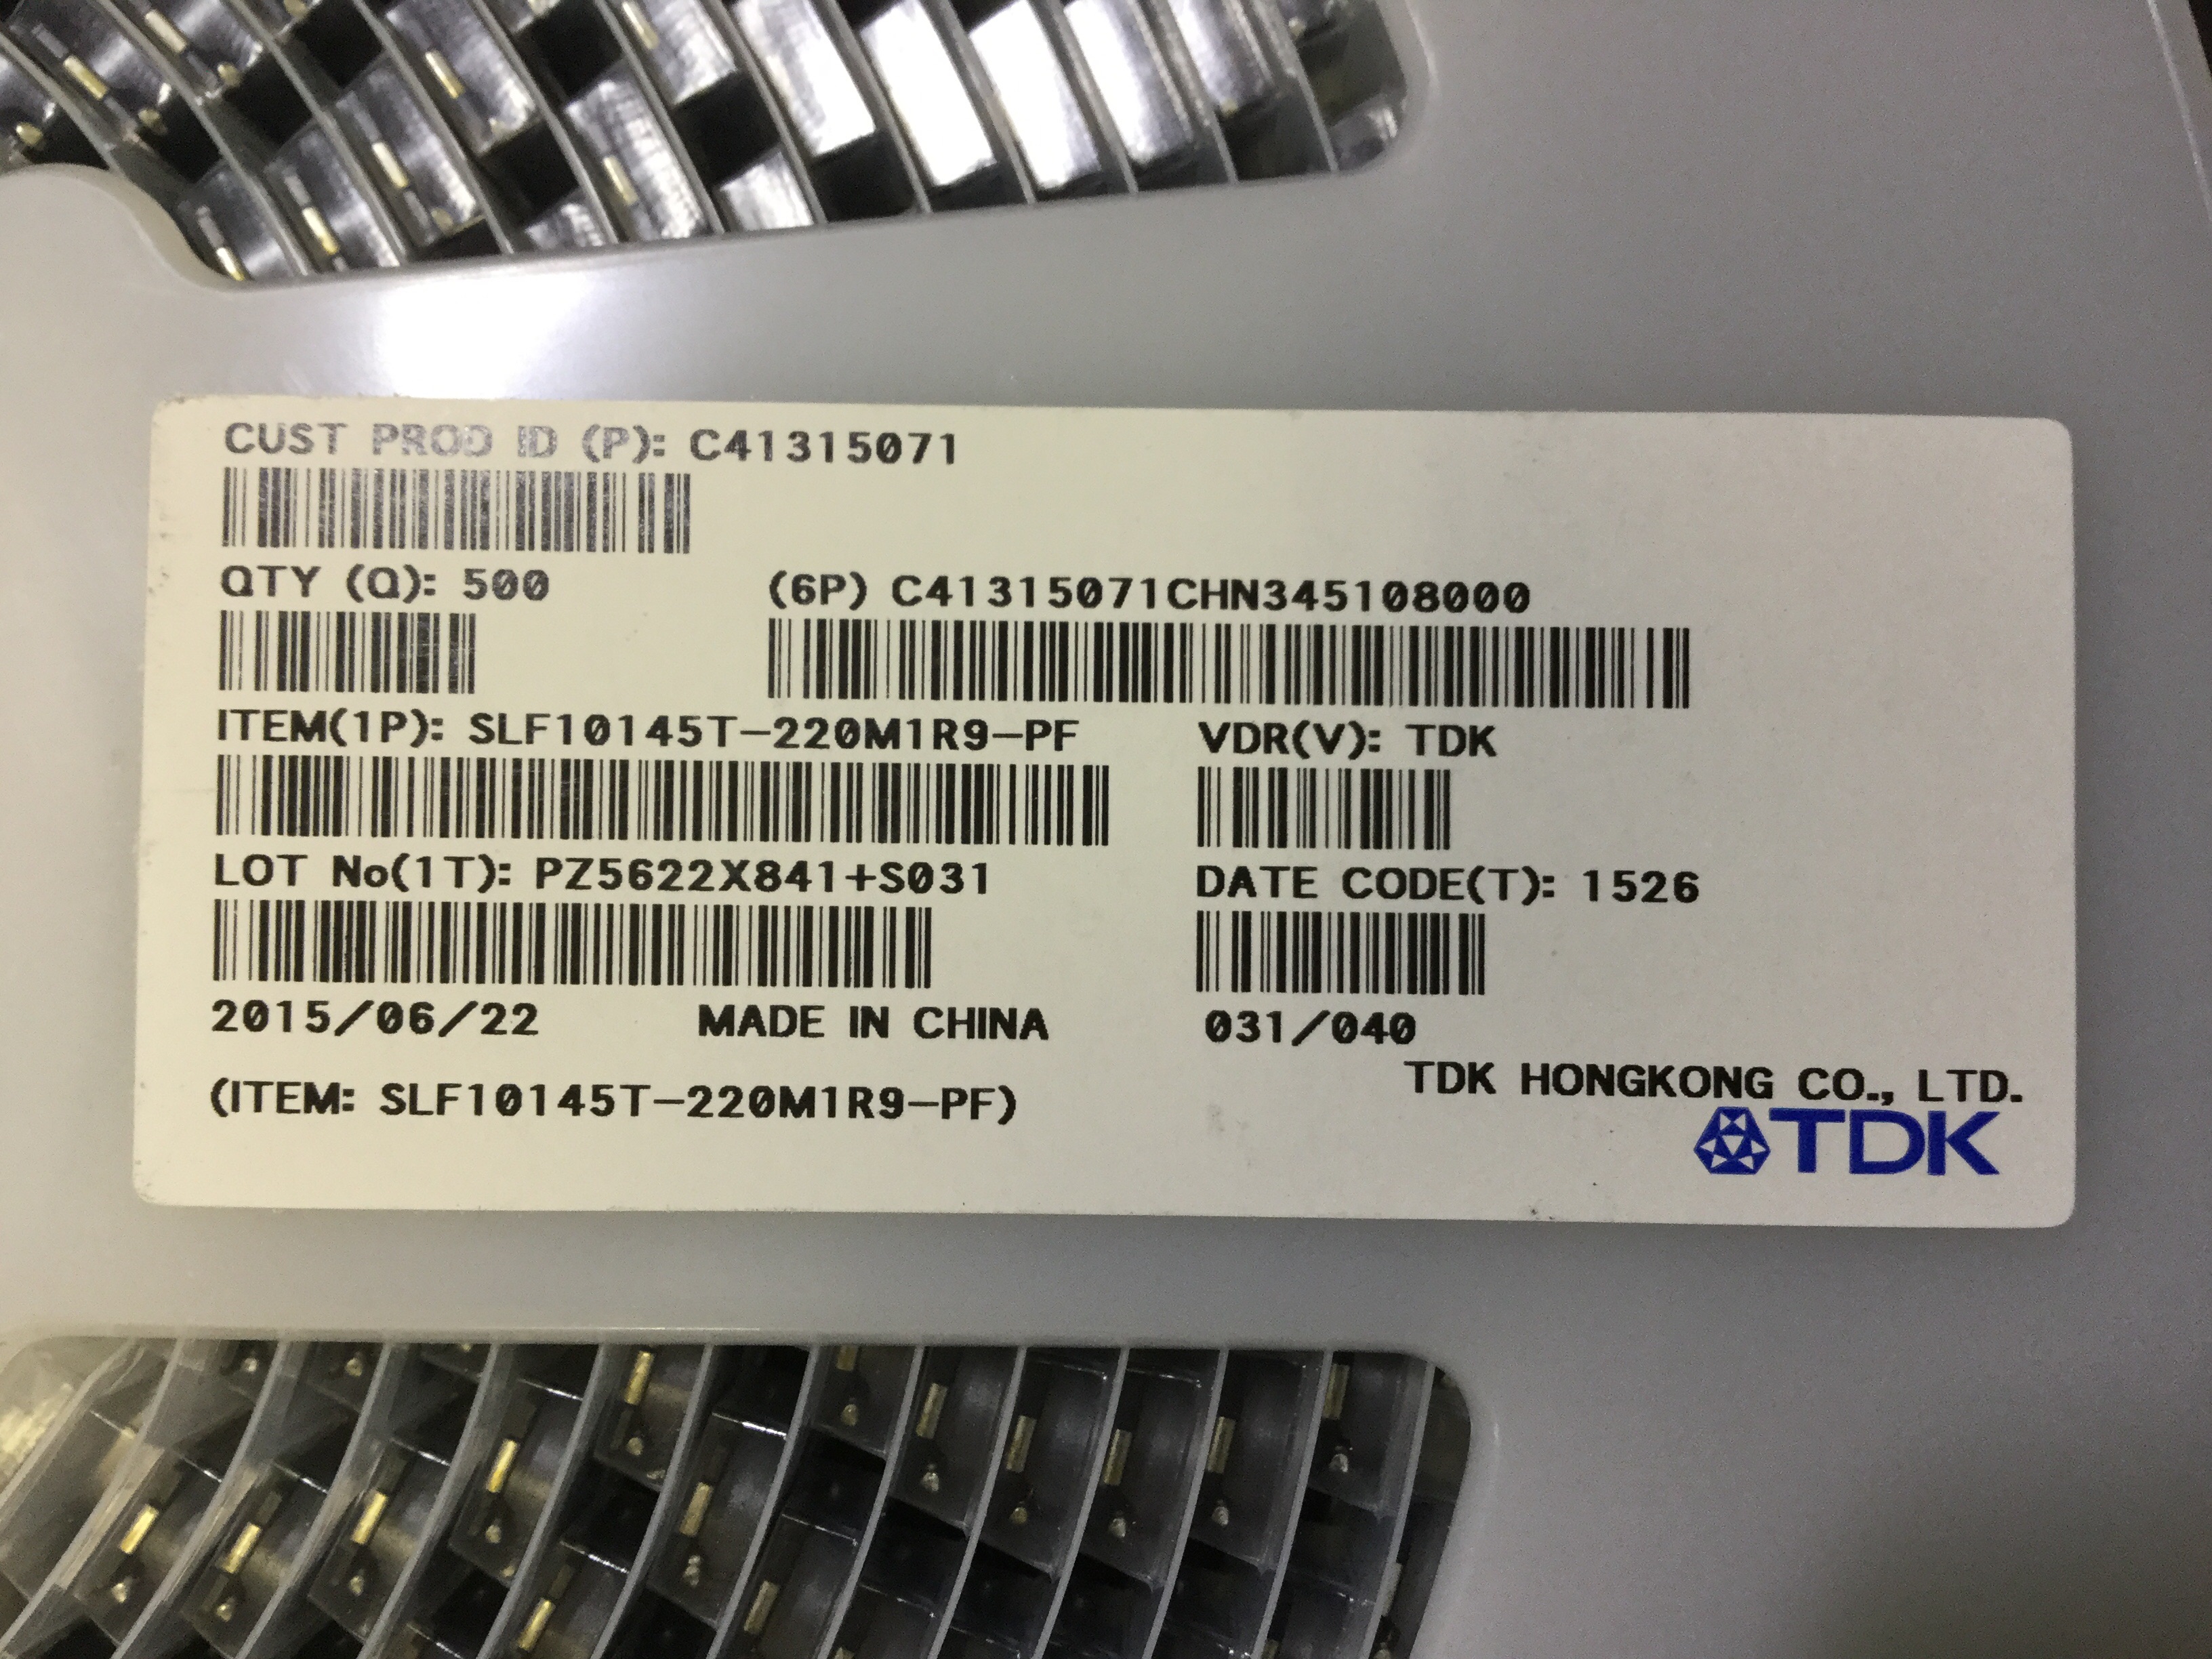 CUST PROD ID (P): C41315071
QTY (Q): 500
(6P) C41315071CHN345108000
ITEM(1P): SLF10145T-220M1R9-PF
VDR(V): TDK
LOT No(1T): PZ5622X841+S031
DATE CODE(T): 1526
2015/06/22 MADE IN CHINA 031/040
TDK HONGKONG CO., LTD.
(ITEM: SLF10145T-220M1R9-PF)
TDK